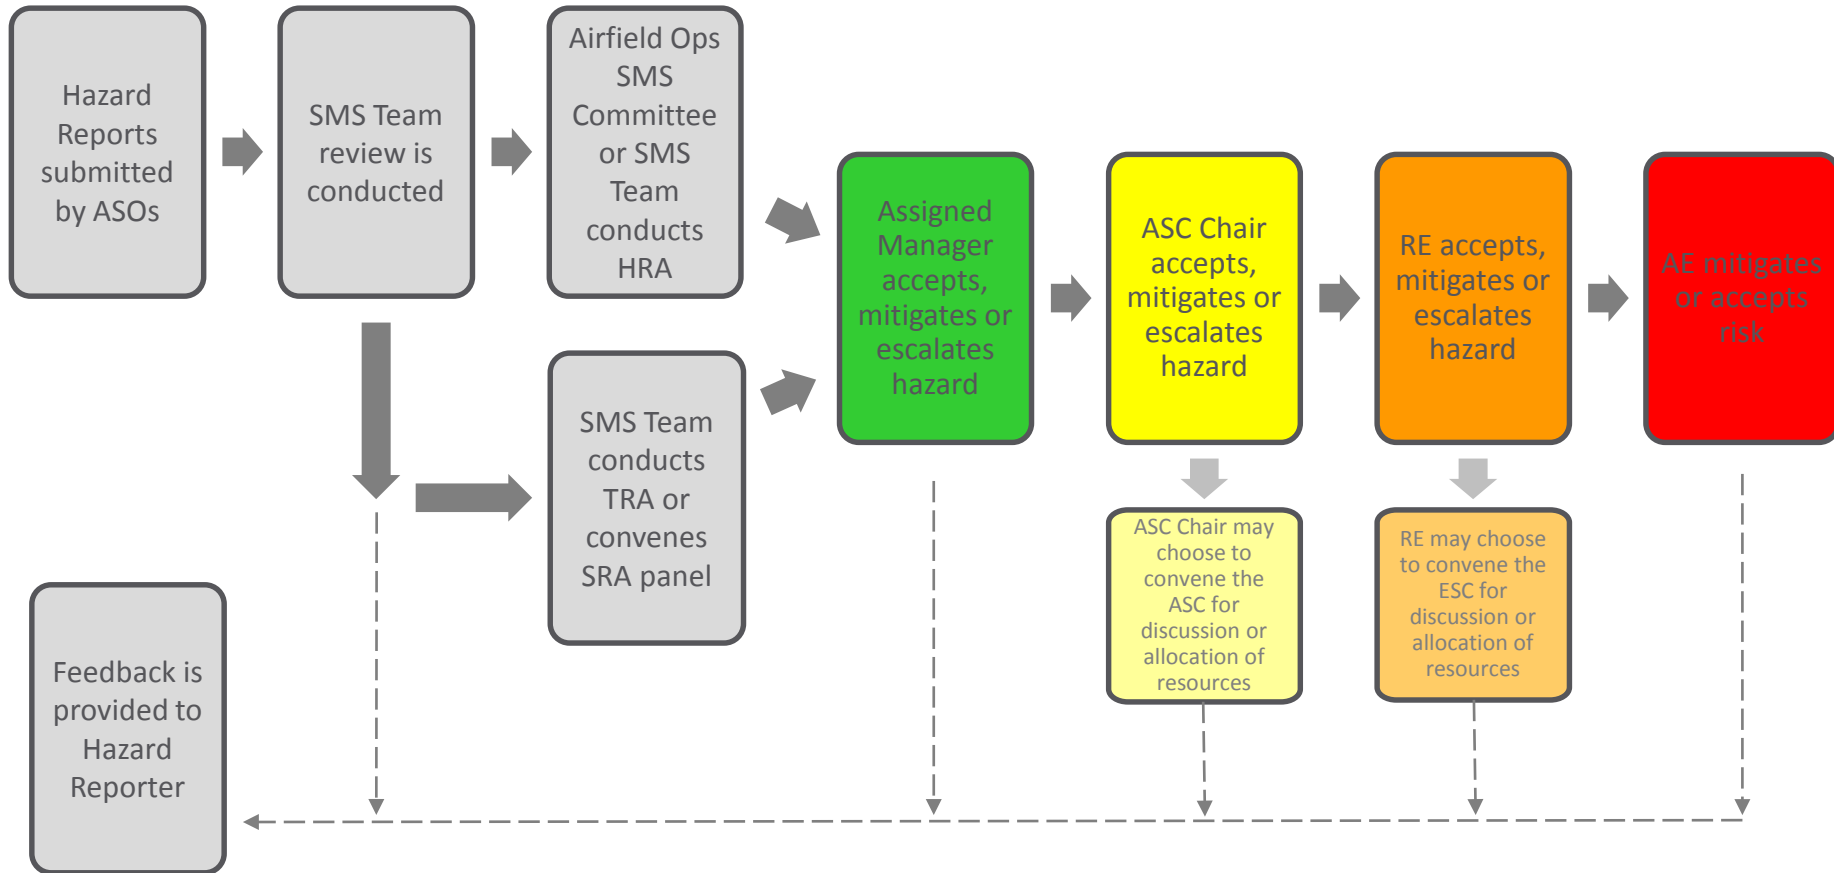 Hazard
Reports
submitted
by ASOs
SMS Team
review is
conducted
Airfield Ops
SMS
Committee
or SMS
Team
conducts
HRA
SMS Team
conducts
TRA or
convenes
SRA panel
Assigned
Manager
accepts,
mitigates or
escalates
hazard
ASC Chair
accepts,
mitigates or
escalates
hazard
RE accepts,
mitigates or
escalates
hazard
AE mitigates
or accepts
risk
ASC Chair may
choose to
convene the
ASC for
discussion or
allocation of
resources
RE may choose
to convene the
ESC for
discussion or
allocation of
resources
Feedback is
provided to
Hazard
Reporter